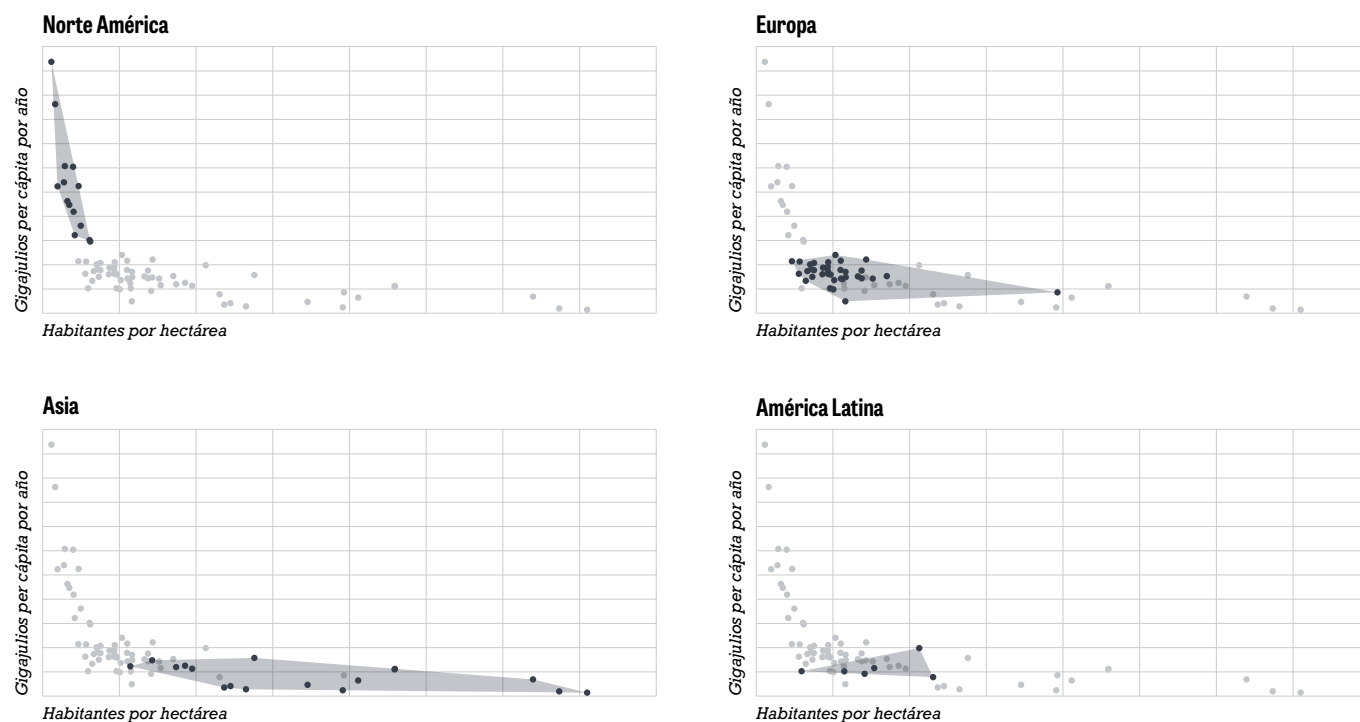 Norte América
Gigajulios per cápita por año
Habitantes por hectárea
Europa
Gigajulios per cápita por año
Habitantes por hectárea
Asia
Gigajulios per cápita por año
Habitantes por hectárea
América Latina
Gigajulios per cápita por año
Habitantes por hectárea